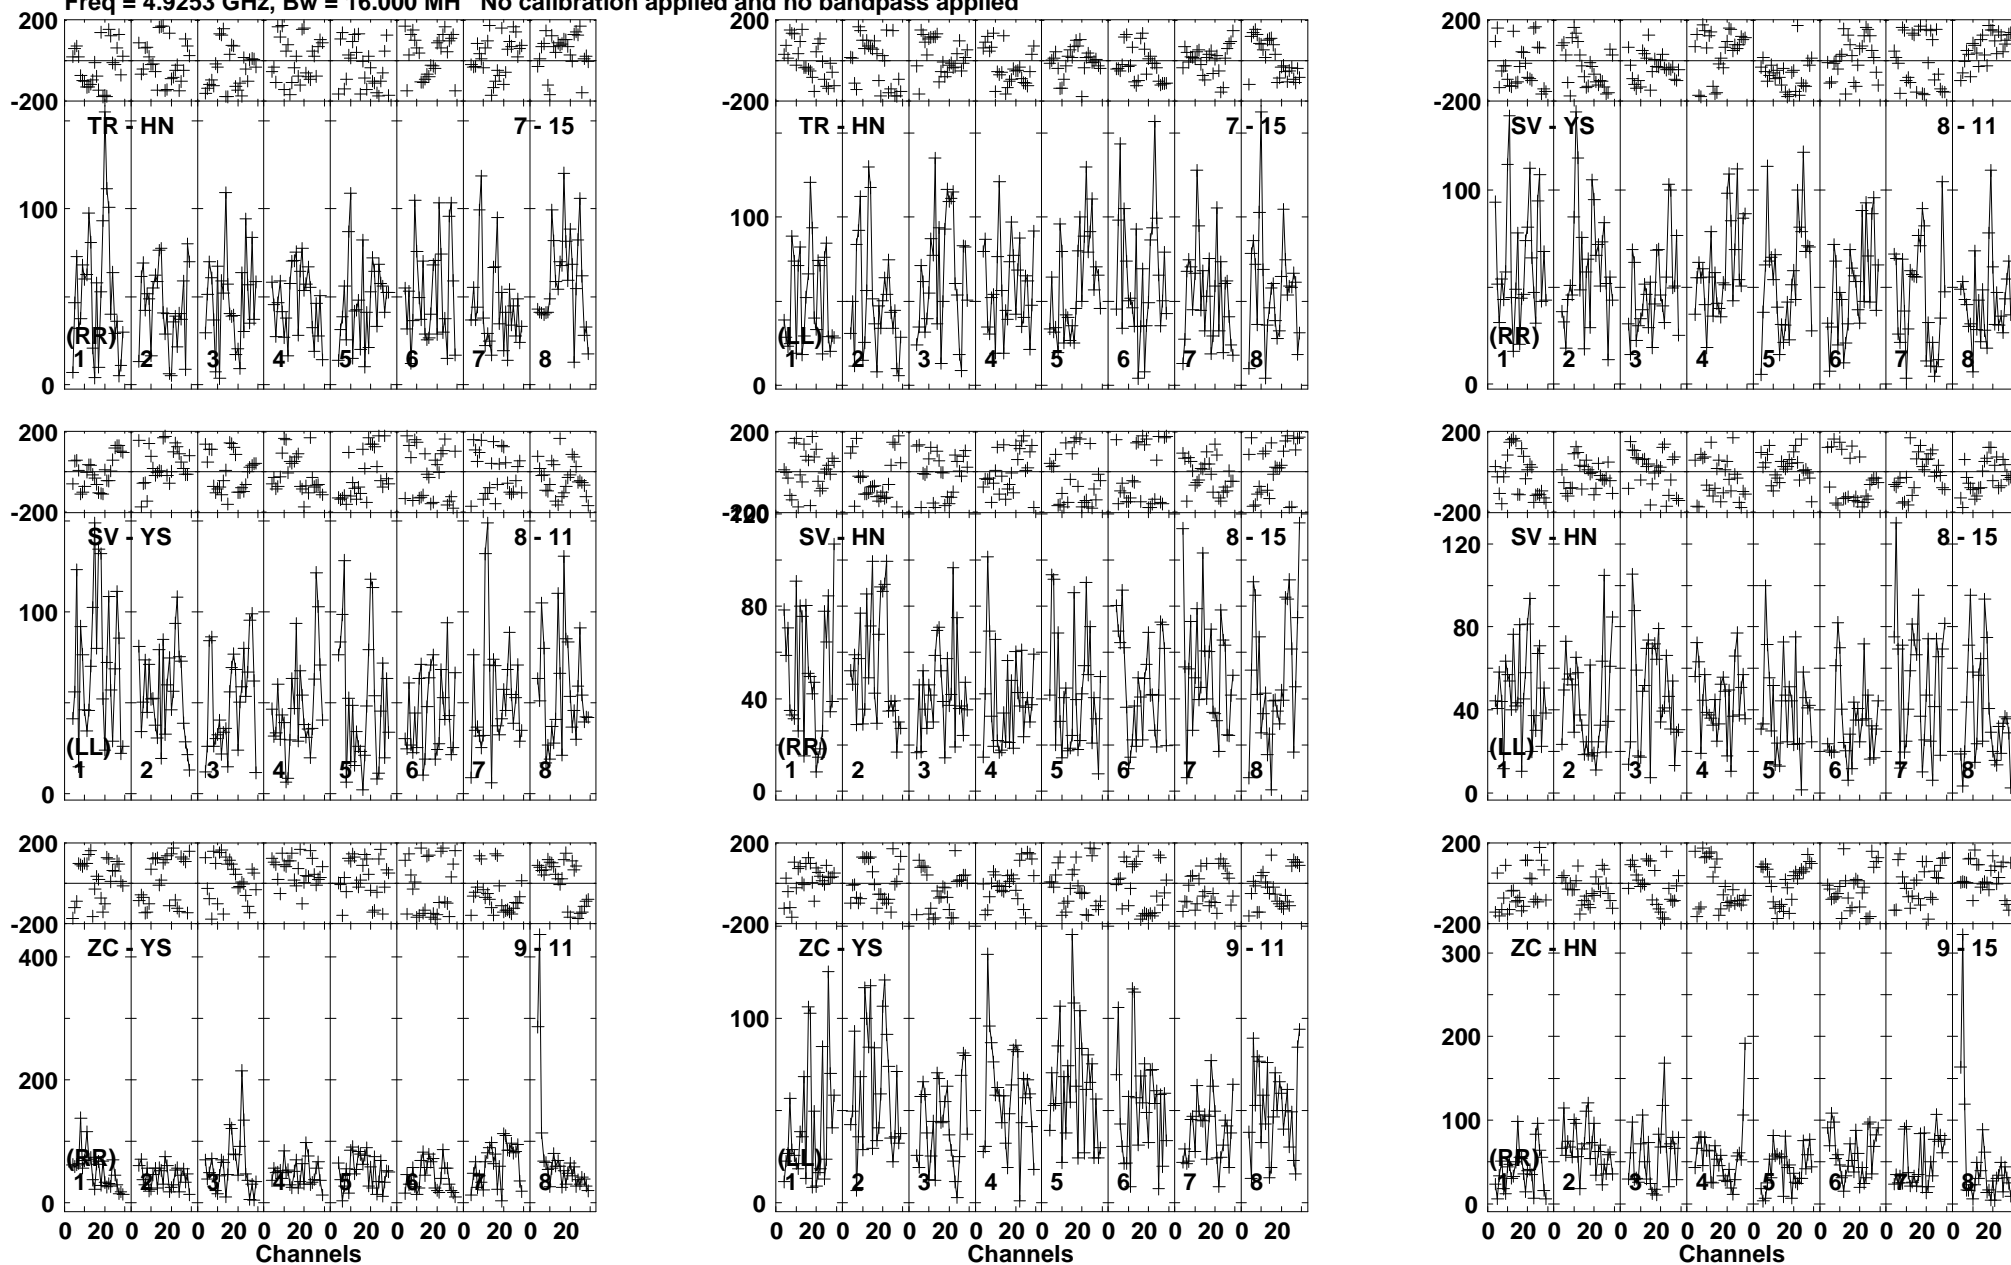 Freq = 4.9253 GHz, Bw = 16.000 MH No calibration applied and no bandpass applied
200 200 200
-200 -200 -200
TR - HN 7 - 15 TR - HN 7 - 15 SV - YS 8 - 11
100 100 100
(RR) (LL) (RR)
1 2 3 4 5 6 7 8 1 2 3 4 5 6 7 8 1 2 3 4 5 6 7 8
0 0 0
200 200 200
-200 -200 -200
120
SV - YS 8 - 11 SV - HN 8 - 15 SV - HN 8 - 15
120
100 80 80
40 40
(LL) (RR) (LL)
1 2 3 4 5 6 7 8 1 2 3 4 5 6 7 8 1 2 3 4 5 6 7 8
0 0 0
200 200 200
-200 -200 -200
ZC - YS 9 - 11 ZC - YS 9 - 11 ZC - HN 9 - 15
400 300
200 100 200
100
(RR) (LL) (RR)
1 2 3 4 5 6 7 8 1 2 3 4 5 6 7 8 1 2 3 4 5 6 7 8
0 0 0
0 20 0 20 0 20 0 20 0 20 0 20 0 20 0 20 0 20 0 20 0 20 0 20 0 20 0 20 0 20 0 20 0 20 0 20 0 20 0 20 0 20 0 20 0 20 0 20
Channels Channels Channels